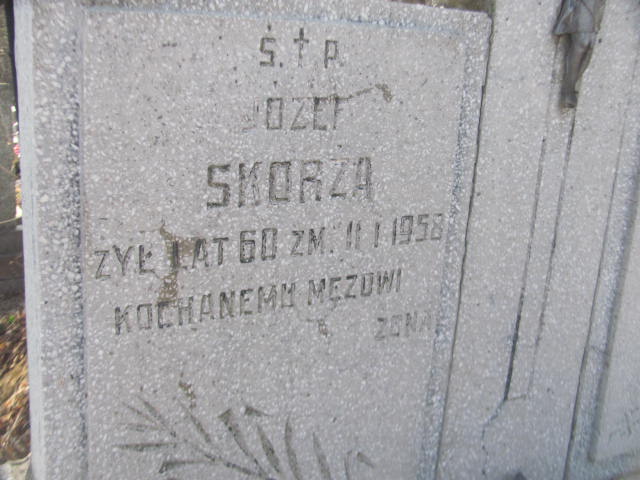 Ś.†P.
JÓZEF
SKORZA
ŻYŁ LAT 60 ZM. 11 I 1958
KOCHANEMU MĘŻOWI
ŻONA